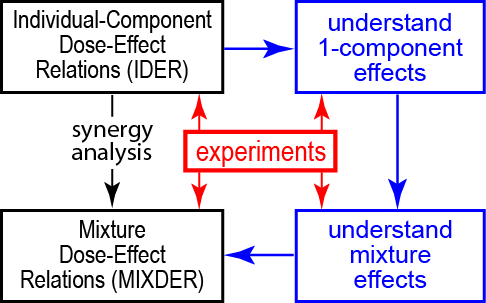 Individual-Component
Dose-Effect
Relations (IDER)
understand
1-component
effects
synergy
analysis
experiments
Mixture
Dose-Effect
Relations (MIXDER)
understand
mixture
effects